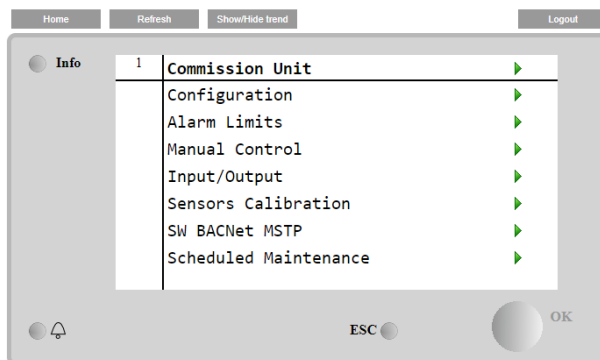 Home Refresh Show/Hide trend Logout
Info 1 Commission Unit
Configuration
Alarm Limits
Manual Control
Input/Output
Sensors Calibration
SW BACNet MSTP
Scheduled Maintenance
ESC OK